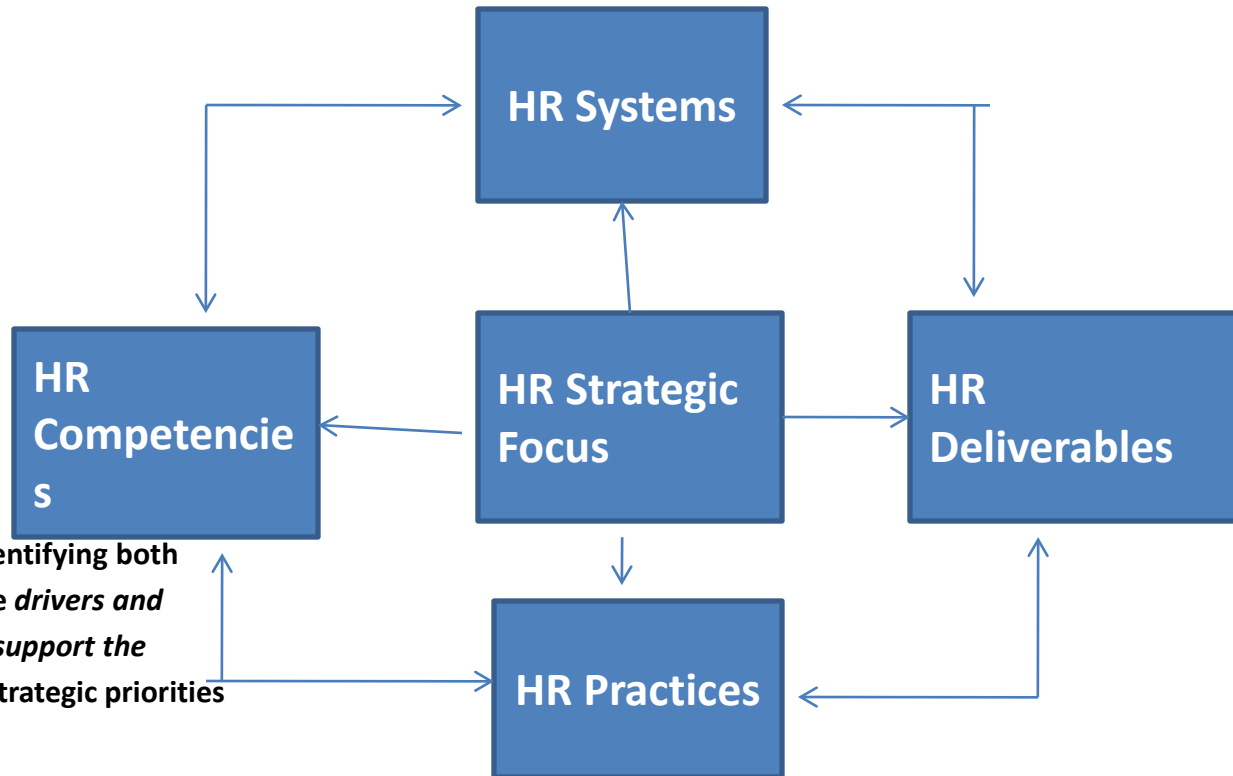 HR Systems
HR
Competencie
s
HR Strategic
Focus
HR
Deliverables
entifying both
e drivers and
support the
trategic priorities
HR Practices